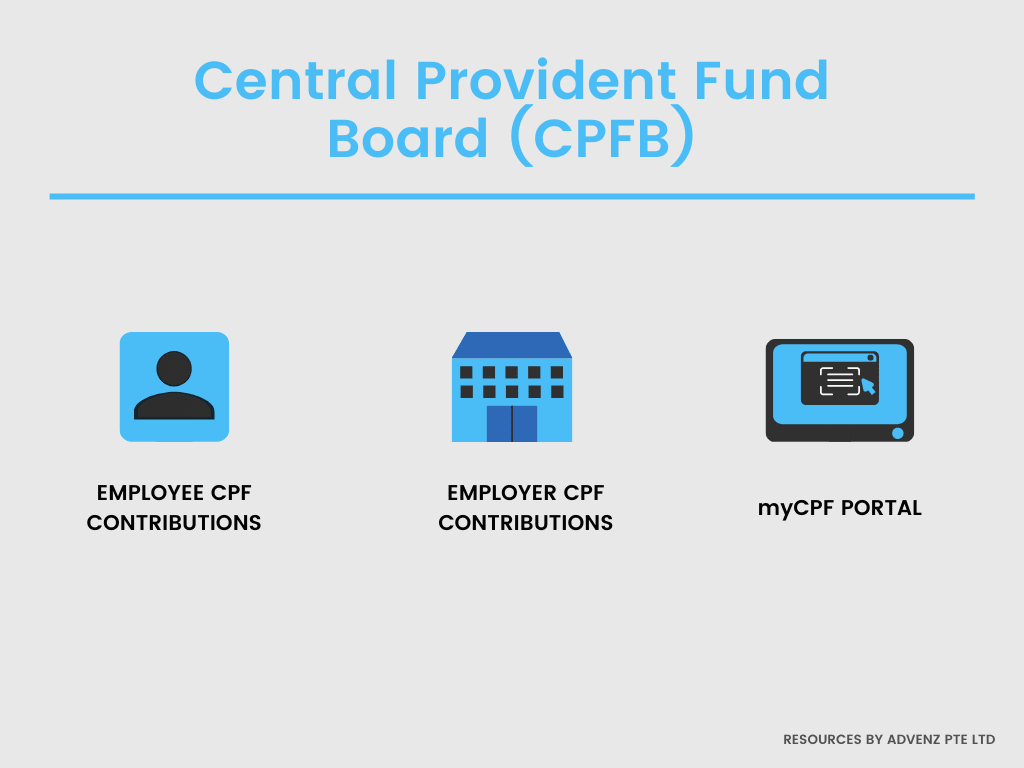 Central Provident Fund
Board (CPFB)
EMPLOYEE CPF
CONTRIBUTIONS
EMPLOYER CPF
CONTRIBUTIONS
myCPF PORTAL
RESOURCES BY ADVENZ PTE LTD